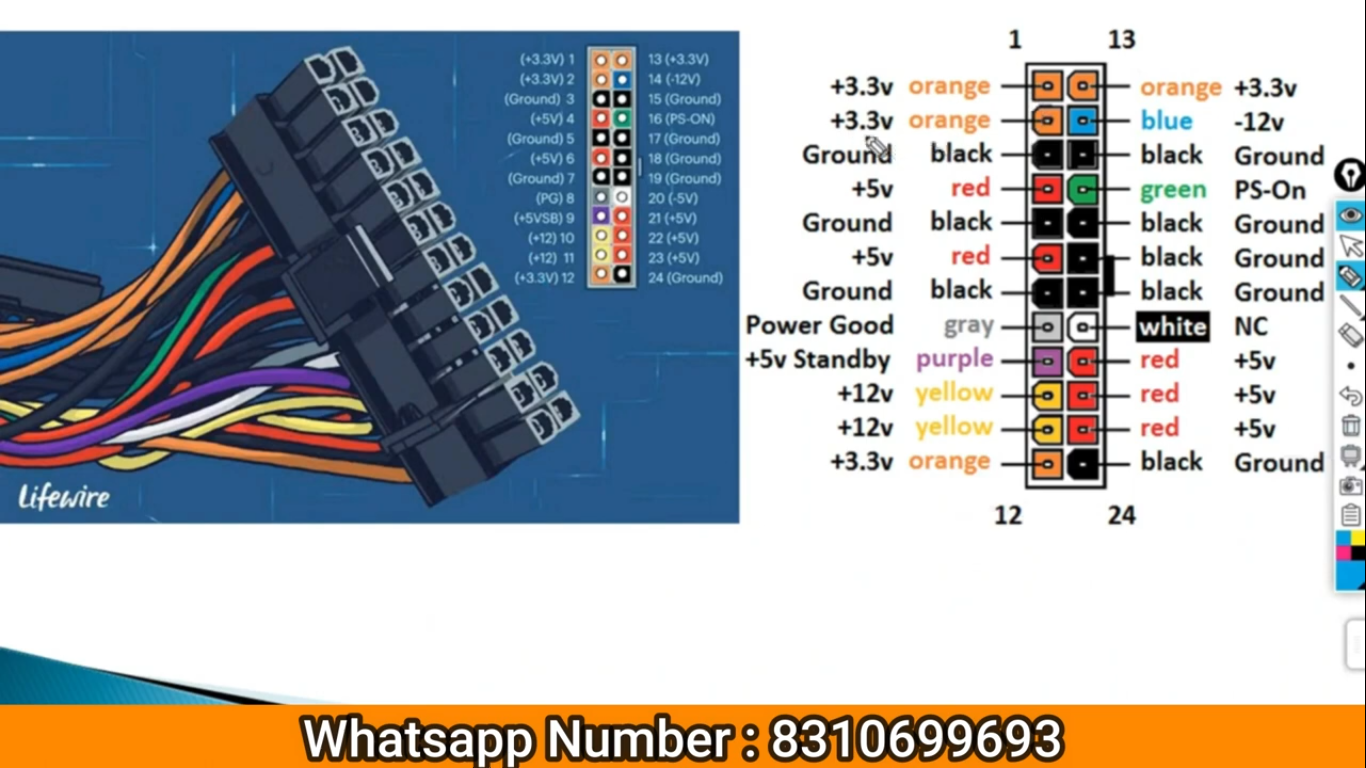 (+3.3V) 1 13 (+3.3V)
(+3.3V) 2 14 (-12V)
(Ground) 3 15 (Ground)
(+5V) 4 16 (PS-ON)
(Ground) 5 17 (Ground)
(+5V) 6 18 (Ground)
(Ground) 7 19 (Ground)
(PG) 8 20 (-5V)
(+5VSB) 9 21 (+5V)
(+12) 10 22 (+5V)
(+12) 11 23 (+5V)
(+3.3V) 12 24 (Ground)
Lifewire
1 13
+3.3v orange orange +3.3v
+3.3v orange blue -12v
Ground black black Ground
+5v red green PS-On
Ground black black Ground
+5v red black Ground
Ground black black Ground
Power Good gray white NC
+5v Standby purple red +5v
+12v yellow red +5v
+12v yellow red +5v
+3.3v orange black Ground
12 24
Whatsapp Number : 8310699693